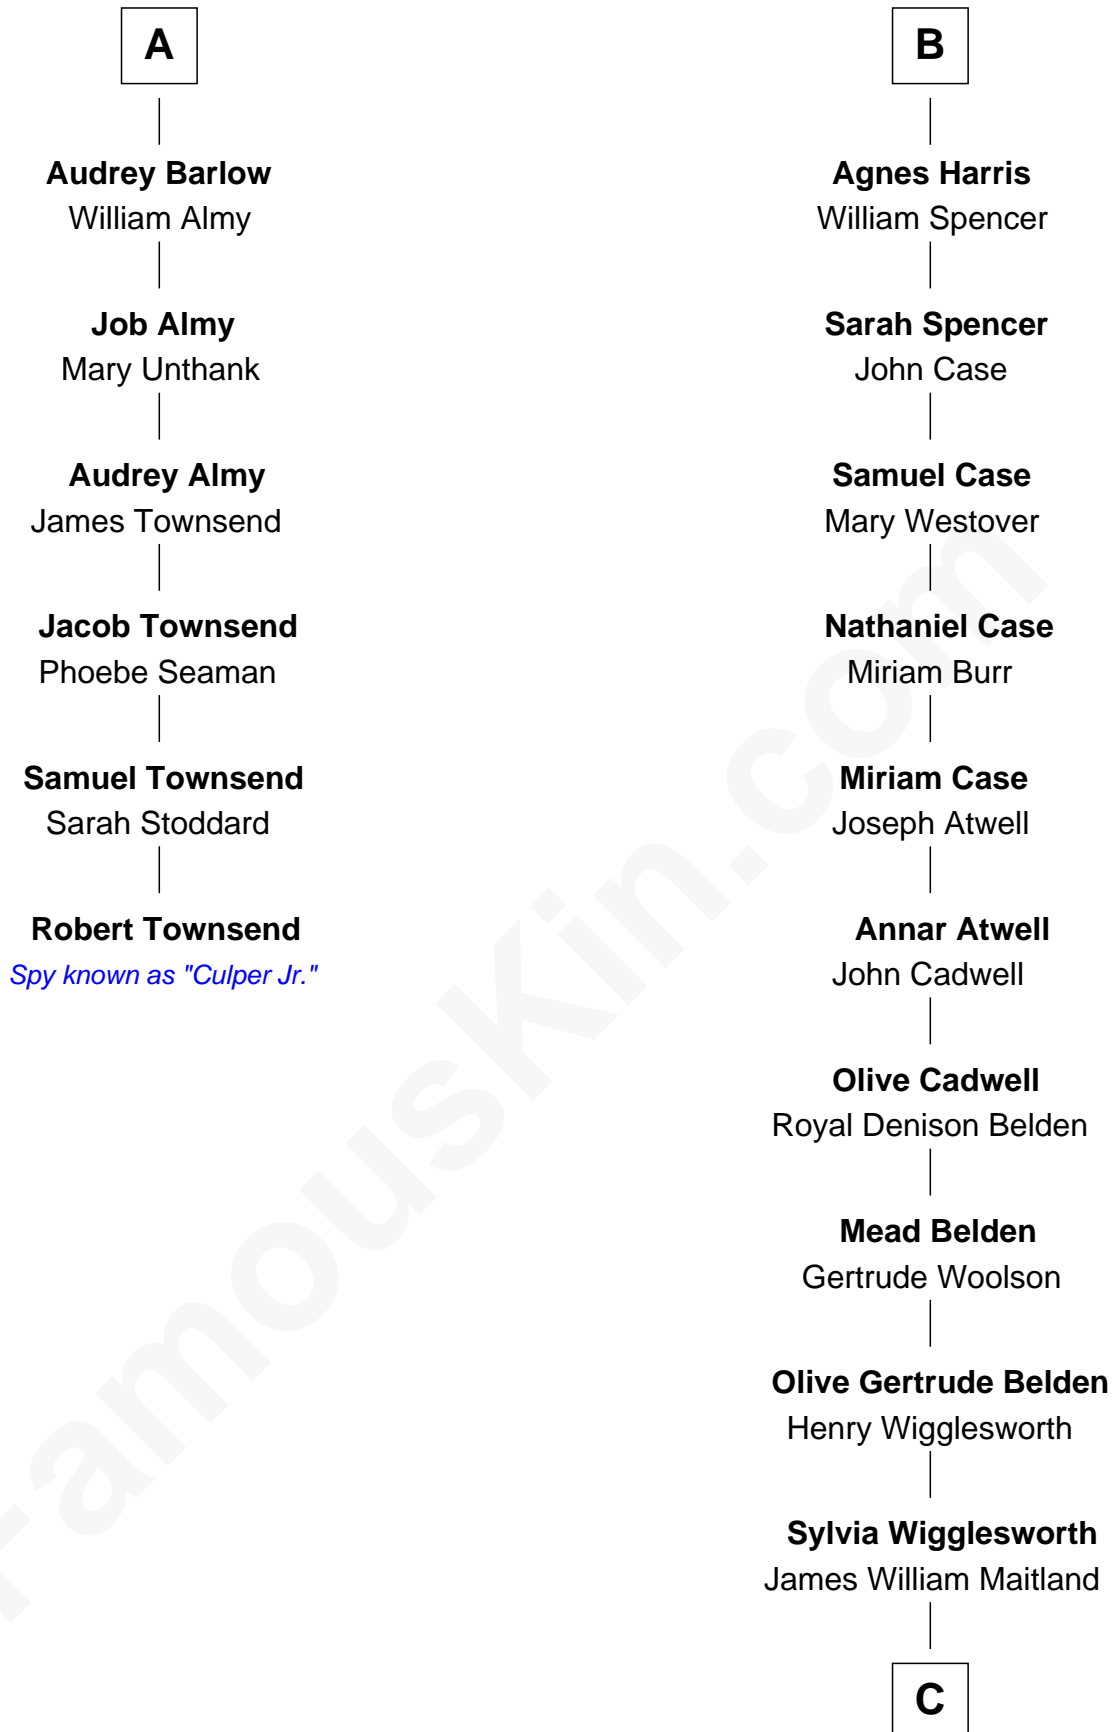 A
Audrey Barlow
William Almy
Job Almy
Mary Unthank
Audrey Almy
James Townsend
Jacob Townsend
Phoebe Seaman
Samuel Townsend
Sarah Stoddard
Robert Townsend
Spy known as "Culper Jr."
B
Agnes Harris
William Spencer
Sarah Spencer
John Case
Samuel Case
Mary Westover
Nathaniel Case
Miriam Burr
Miriam Case
Joseph Atwell
Annar Atwell
John Cadwell
Olive Cadwell
Royal Denison Belden
Mead Belden
Gertrude Woolson
Olive Gertrude Belden
Henry Wigglesworth
Sylvia Wigglesworth
James William Maitland
C
FamousKin.com